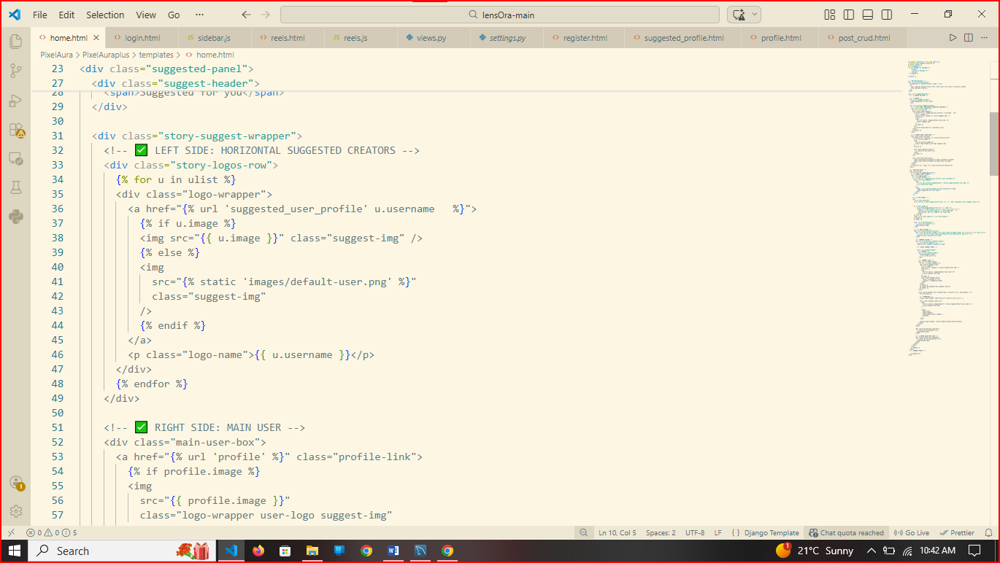 File Edit Selection View Go ··· lensOra-main
home.html login.html sidebar.js reels.html reels.js views.py settings.py register.html suggested_profile.html profile.html post_crud.html
PixelAura > PixelAuraplus > templates > home.html
23 <div class="suggested-panel">
27 <div class="suggest-header">
28 <span>Suggested for you</span>
29 </div>
30
31 <div class="story-suggest-wrapper">
32 <!-- ✅ LEFT SIDE: HORIZONTAL SUGGESTED CREATORS -->
33 <div class="story-logos-row">
34 {% for u in ulist %}
35 <div class="logo-wrapper">
36 <a href="{% url 'suggested_user_profile' u.username   %}">
37 {% if u.image %}
38 <img src="{{ u.image }}" class="suggest-img" />
39 {% else %}
40 <img
41 src="{% static 'images/default-user.png' %}"
42 class="suggest-img"
43 />
44 {% endif %}
45 </a>
46 <p class="logo-name">{{ u.username }}</p>
47 </div>
48 {% endfor %}
49 </div>
50
51 <!-- ✅ RIGHT SIDE: MAIN USER -->
52 <div class="main-user-box">
53 <a href="{% url 'profile' %}" class="profile-link">
54 {% if profile.image %}
55 <img
56 src="{{ profile.image }}"
57 class="logo-wrapper user-logo suggest-img"
1
0 0 5 Ln 10, Col 5 Spaces: 2 UTF-8 LF { } Django Template Chat quota reached Go Live Prettier
Search 1 21°C Sunny 10:42 AM